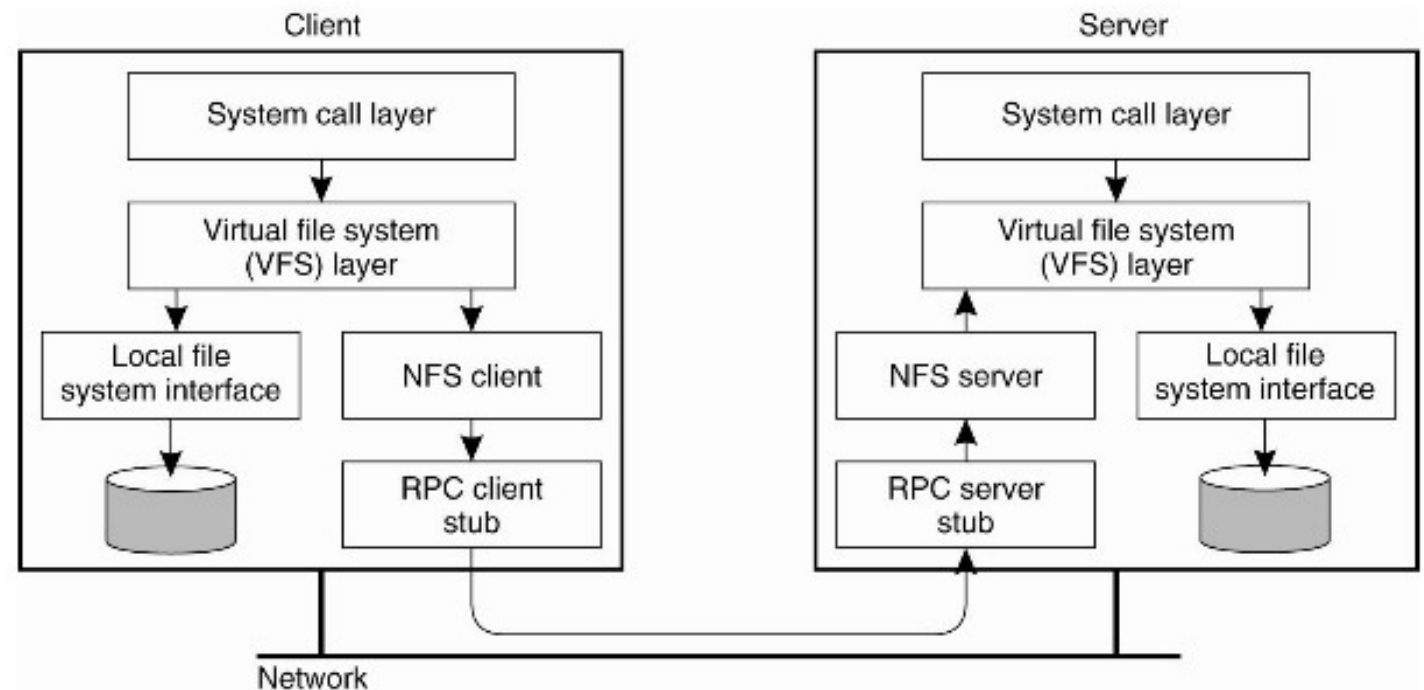 Client
Server
System call layer
System call layer
Virtual file system
(VFS) layer
Virtual file system
(VFS) layer
Local file
system interface
NFS client
NFS server
Local file
system interface
RPC client
stub
RPC server
stub
Network